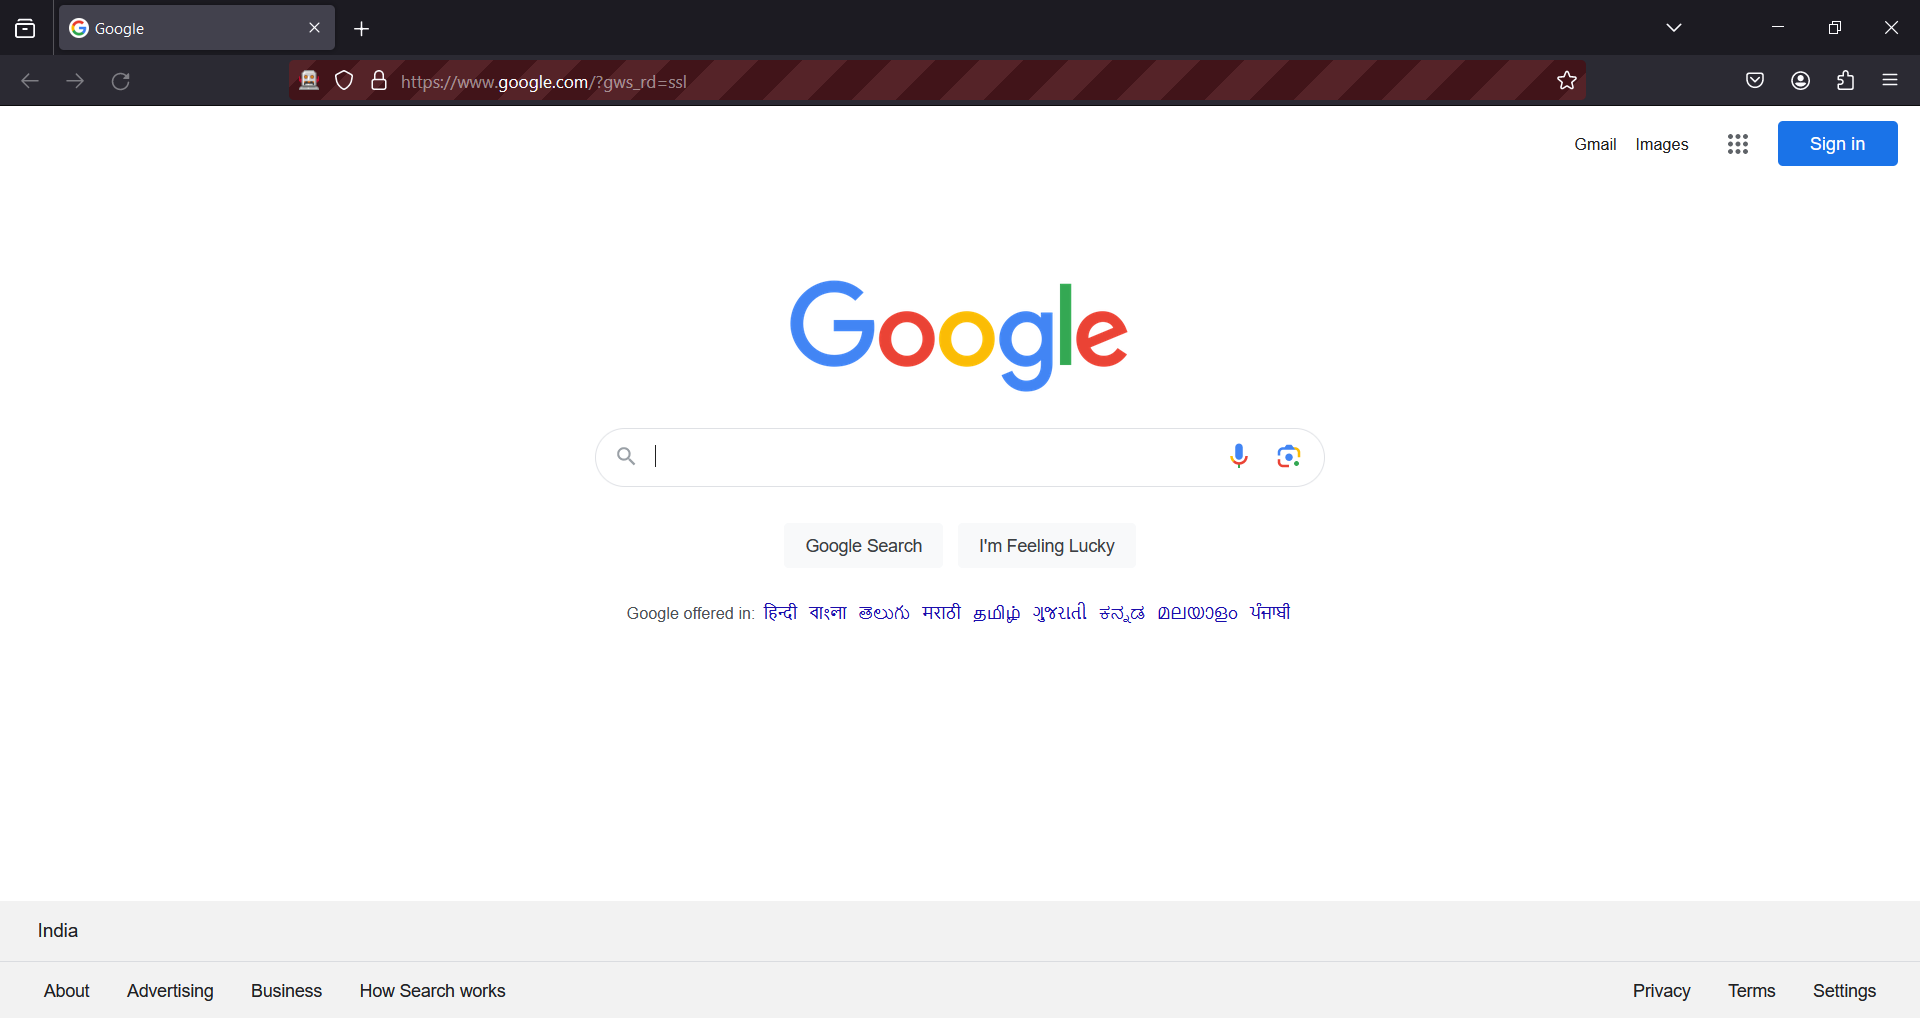 Google
https://www.google.com/?gws_rd=ssl
Gmail Images Sign in
Google
Google Search I'm Feeling Lucky
Google offered in: हिन्दी বাংলা తెలుగు मराठी தமிழ் ગુજરાતી ಕನ್ನಡ മലയാളം ਪੰਜਾਬੀ
India
About Advertising Business How Search works Privacy Terms Settings